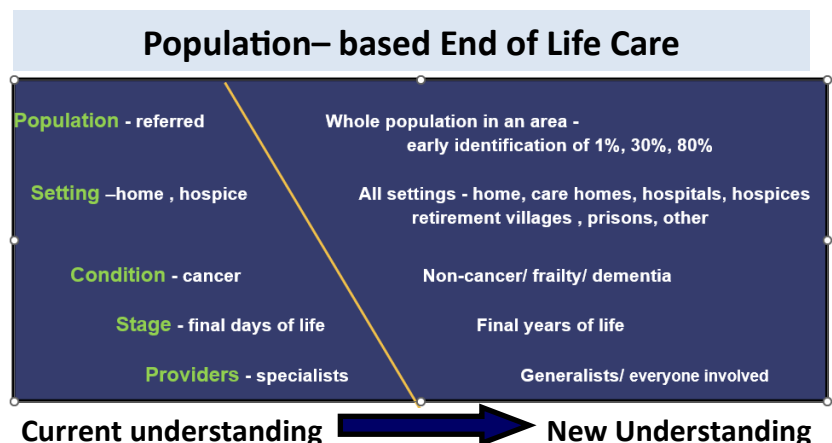 Population– based End of Life Care
Population - referred
Whole population in an area -
early identification of 1%, 30%, 80%
Setting –home , hospice
All settings - home, care homes, hospitals, hospices
retirement villages , prisons, other
Condition - cancer
Non-cancer/ frailty/ dementia
Stage - final days of life
Final years of life
Providers - specialists
Generalists/ everyone involved
Current understanding
New Understanding